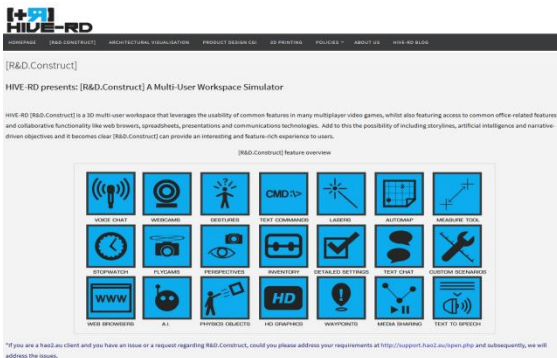 [+R]
HIVE-RD
HOMEPAGE [R&D.CONSTRUCT] ARCHITECTURAL VISUALISATION PRODUCT DESIGN CGI 3D PRINTING POLICIES ABOUT US HIVE-RD BLOG
[R&D.Construct]
HIVE-RD presents: [R&D.Construct] A Multi-User Workspace Simulator
HIVE-RD [R&D.Construct] is a 3D multi-user workspace that leverages the usability of common features in many multiplayer video games, whilst also featuring access to common office-related features
and collaborative functionality like web browers, spreadsheets, presentations and communications technologies. Add to this the possibility of including storylines, artificial intelligence and narrative-
driven objectives and it becomes clear [R&D.Construct] can provide an interesting and feature-rich experience to users.
[R&D.Construct] feature overview
CMD:\>
VOICE CHAT WEBCAMS GESTURES TEXT COMMANDS LASERS AUTOMAP MEASURE TOOL
STOPWATCH FLYCAMS PERSPECTIVES INVENTORY DETAILED SETTINGS TEXT CHAT CUSTOM SCENARIOS
WWW HD
WEB BROWSERS A.I. PHYSICS OBJECTS HD GRAPHICS WAYPOINTS MEDIA SHARING TEXT TO SPEECH
*If you are a hao2.eu client and you have an issue or a request regarding R&D.Construct, could you please address your requirements at http://support.hao2.eu/open.php and subsequently, we will
address the issues.